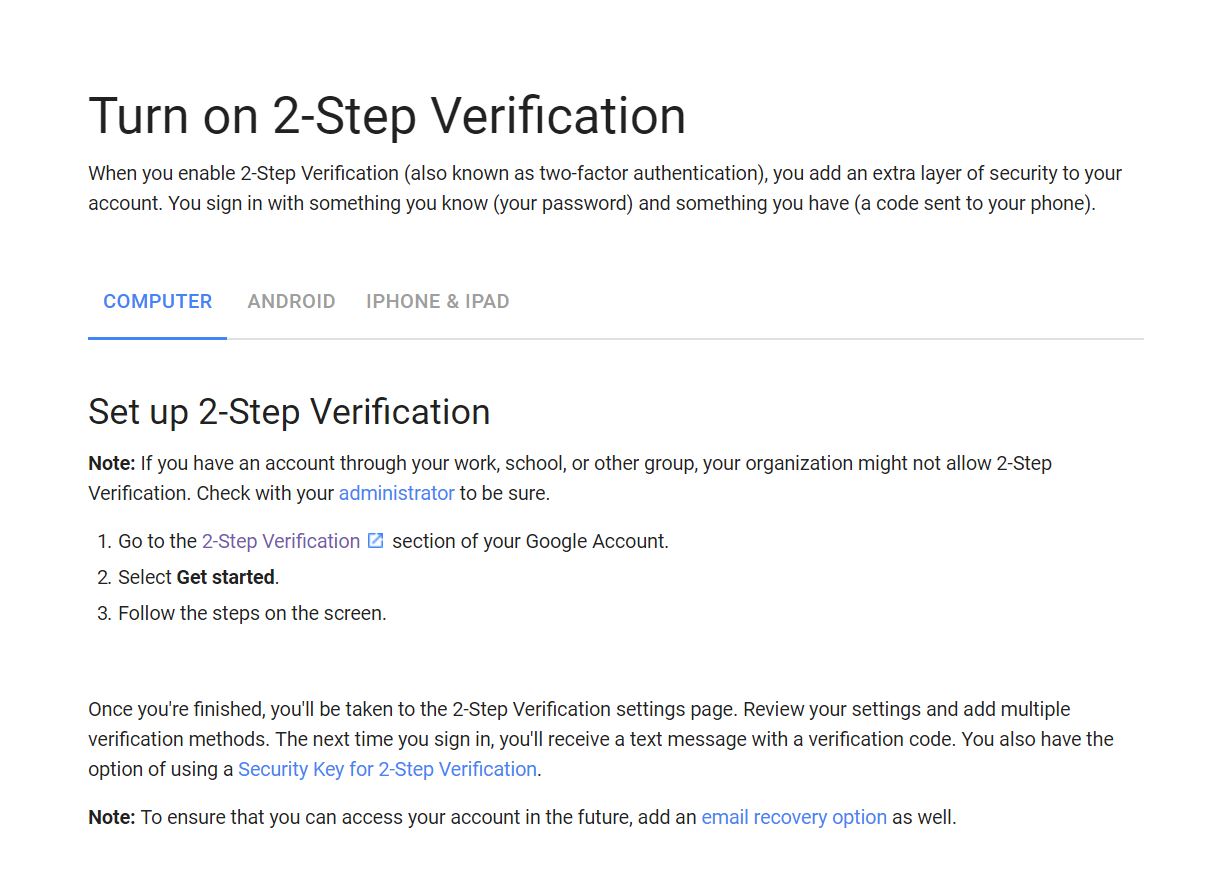 Turn on 2-Step Verification
When you enable 2-Step Verification (also known as two-factor authentication), you add an extra layer of security to your
account. You sign in with something you know (your password) and something you have (a code sent to your phone).
COMPUTER ANDROID IPHONE & IPAD
Set up 2-Step Verification
Note: If you have an account through your work, school, or other group, your organization might not allow 2-Step
Verification. Check with your administrator to be sure.
1. Go to the 2-Step Verification section of your Google Account.
2. Select Get started.
3. Follow the steps on the screen.
Once you're finished, you'll be taken to the 2-Step Verification settings page. Review your settings and add multiple
verification methods. The next time you sign in, you'll receive a text message with a verification code. You also have the
option of using a Security Key for 2-Step Verification.
Note: To ensure that you can access your account in the future, add an email recovery option as well.